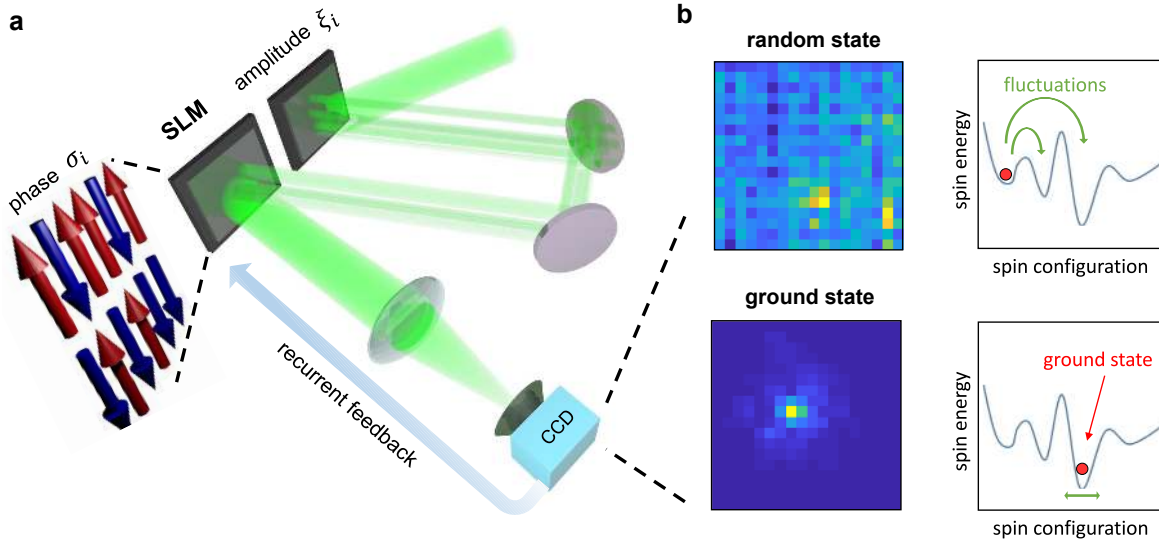 a
amplitude ξi
SLM
phase σi
recurrent feedback
CCD
b
random state
fluctuations
spin energy
spin configuration
ground state
ground state
spin energy
spin configuration